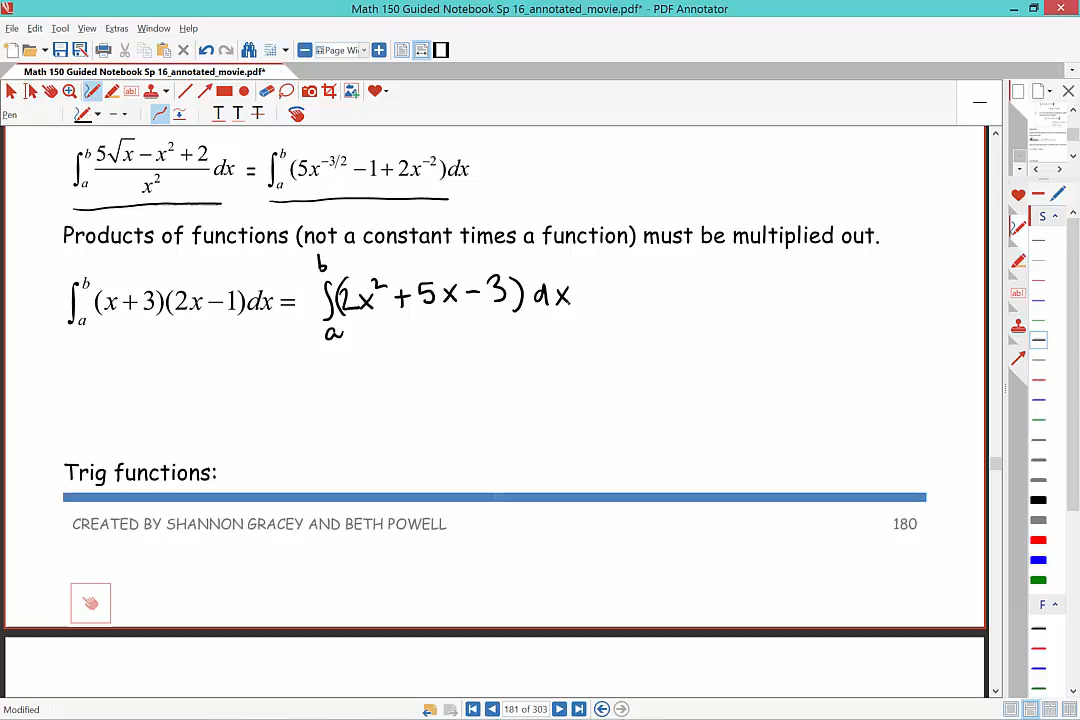 Math 150 Guided Notebook Sp 16_annotated_movie.pdf* - PDF Annotator
File Edit Tool View Extras Window Help
Page Wi
Math 150 Guided Notebook Sp 16_annotated_movie.pdf*
Pen
∫_a^b (5√x − x² + 2)/x² dx = ∫_a^b (5x^{−3/2} − 1 + 2x^{−2})dx
Products of functions (not a constant times a function) must be multiplied out.
∫_a^b (x + 3)(2x − 1)dx = ∫_a^b (2x² + 5x − 3) dx
Trig functions:
CREATED BY SHANNON GRACEY AND BETH POWELL 180
S
F
Modified
181 of 303